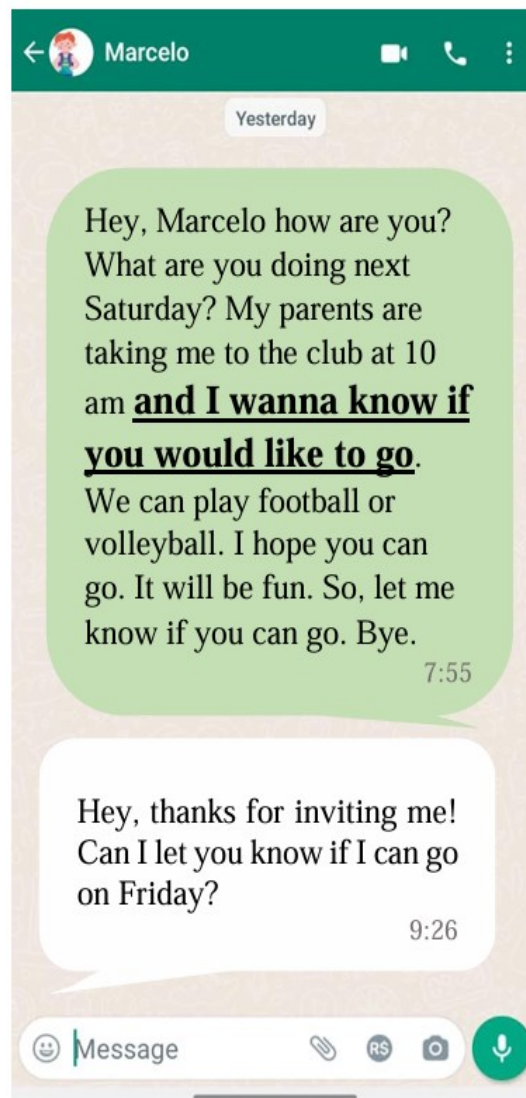 Marcelo
Yesterday
Hey, Marcelo how are you?
What are you doing next
Saturday? My parents are
taking me to the club at 10
am and I wanna know if
you would like to go.
We can play football or
volleyball. I hope you can
go. It will be fun. So, let me
know if you can go. Bye.
7:55
Hey, thanks for inviting me!
Can I let you know if I can go
on Friday?
9:26
Message
R$